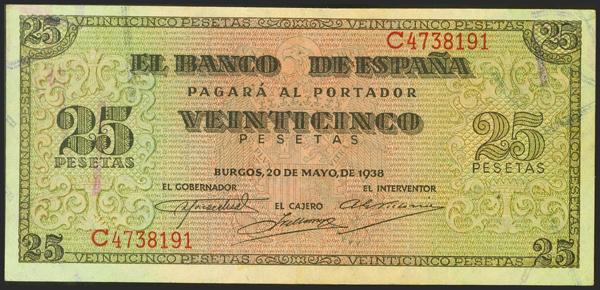 25 VEINTICINCO PESETAS VEINTICINCO PESETAS 25
C4738191
EL BANCO DE ESPAÑA
PAGARÁ AL PORTADOR
25 PESETAS
VEINTICINCO
PESETAS
25 PESETAS
BURGOS, 20 DE MAYO, DE 1938
EL GOBERNADOR
EL CAJERO
EL INTERVENTOR
C4738191
25 VEINTICINCO PESETAS VEINTICINCO PESETAS 25